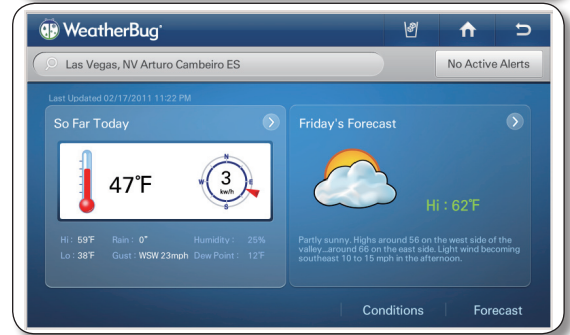 WeatherBug
Las Vegas, NV Arturo Cambeiro ES
No Active Alerts
Last Updated 02/17/2011 11:22 PM
So Far Today
47°F
N
W
E
S
3
kw/h
Hi : 59°F Rain : 0" Humidity : 25%
Lo : 38°F Gust : WSW 23mph Dew Point : 12°F
Friday's Forecast
Hi : 62°F
Partly sunny. Highs around 56 on the west side of the
valley...around 66 on the east side. Light wind becoming
southeast 10 to 15 mph in the afternoon.
Conditions
Forecast